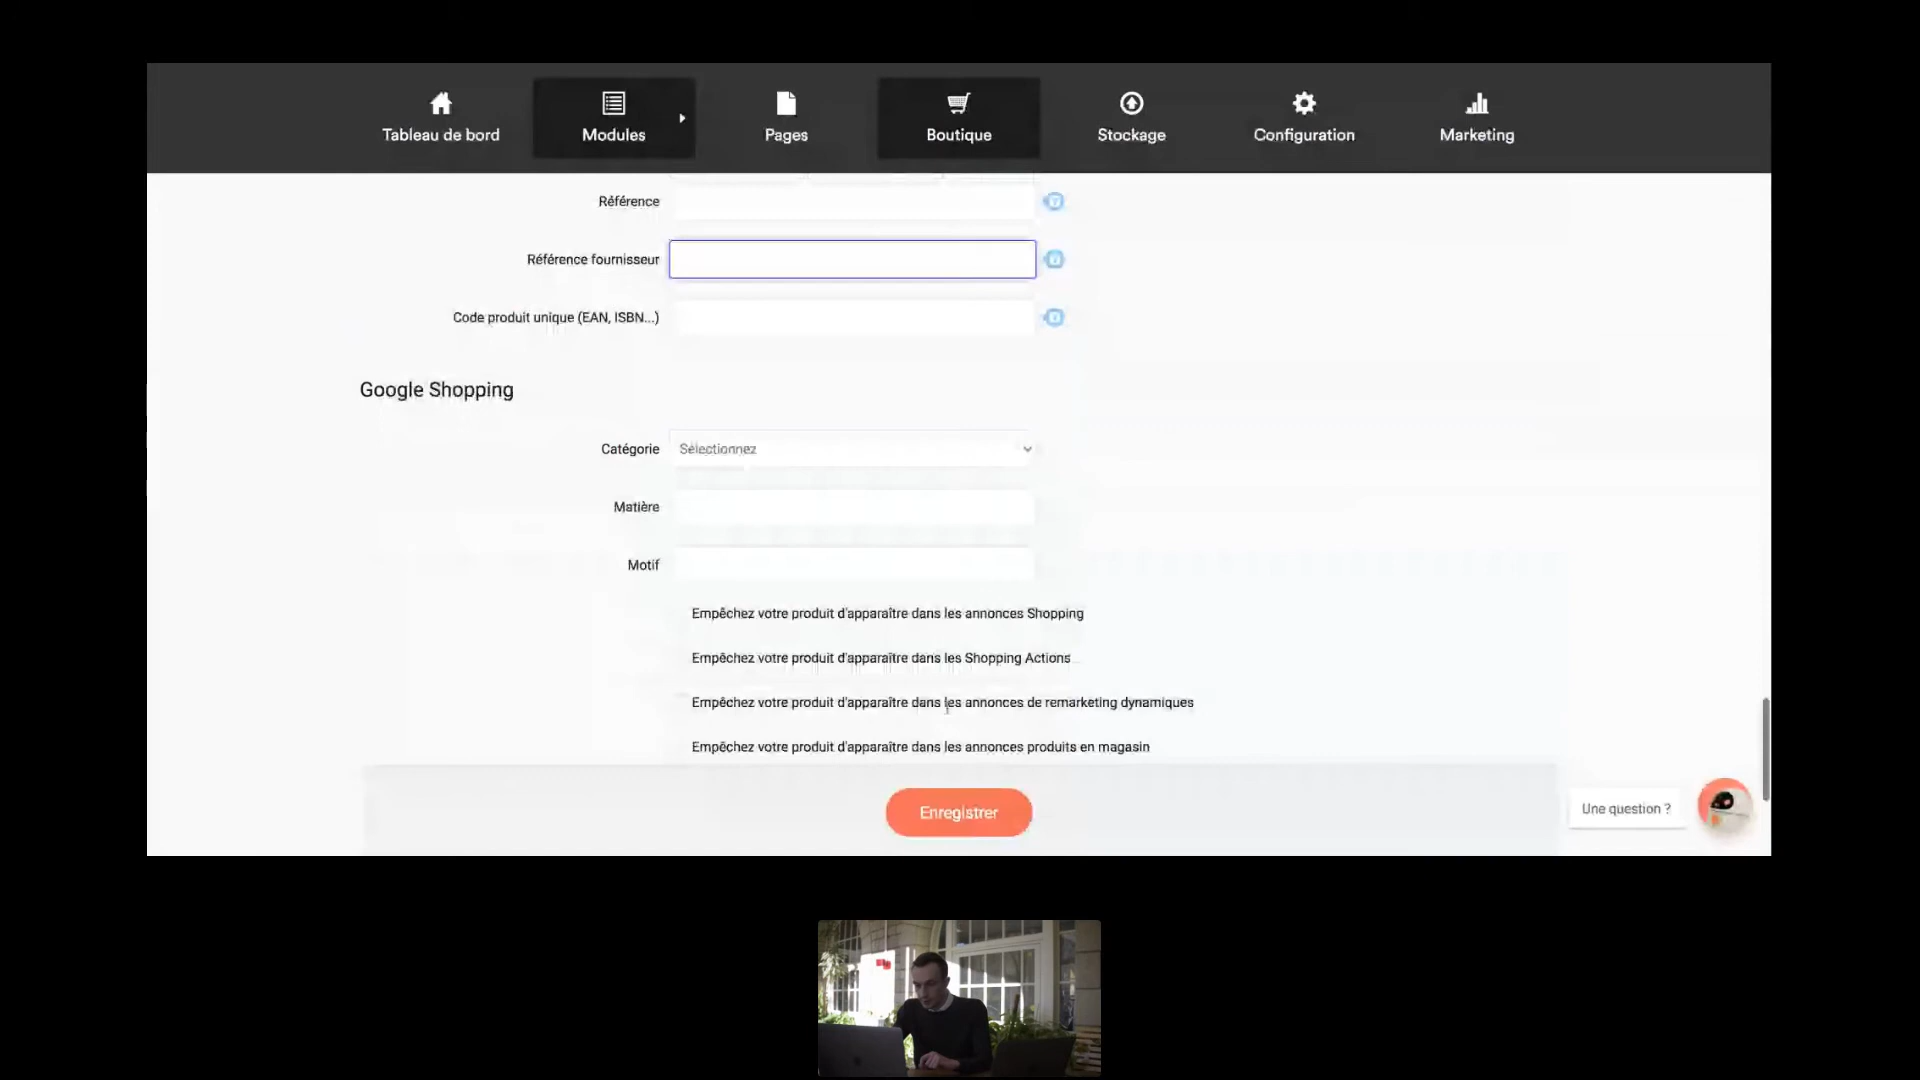 Tableau de bord
Modules
Pages
Boutique
Stockage
Configuration
Marketing
Référence
Référence fournisseur
Code produit unique (EAN, ISBN...)
Google Shopping
Catégorie
Sélectionnez
Matière
Motif
Empêchez votre produit d'apparaître dans les annonces Shopping
Empêchez votre produit d'apparaître dans les Shopping Actions
Empêchez votre produit d'apparaître dans les annonces de remarketing dynamiques
Empêchez votre produit d'apparaître dans les annonces produits en magasin
Enregistrer
Une question ?